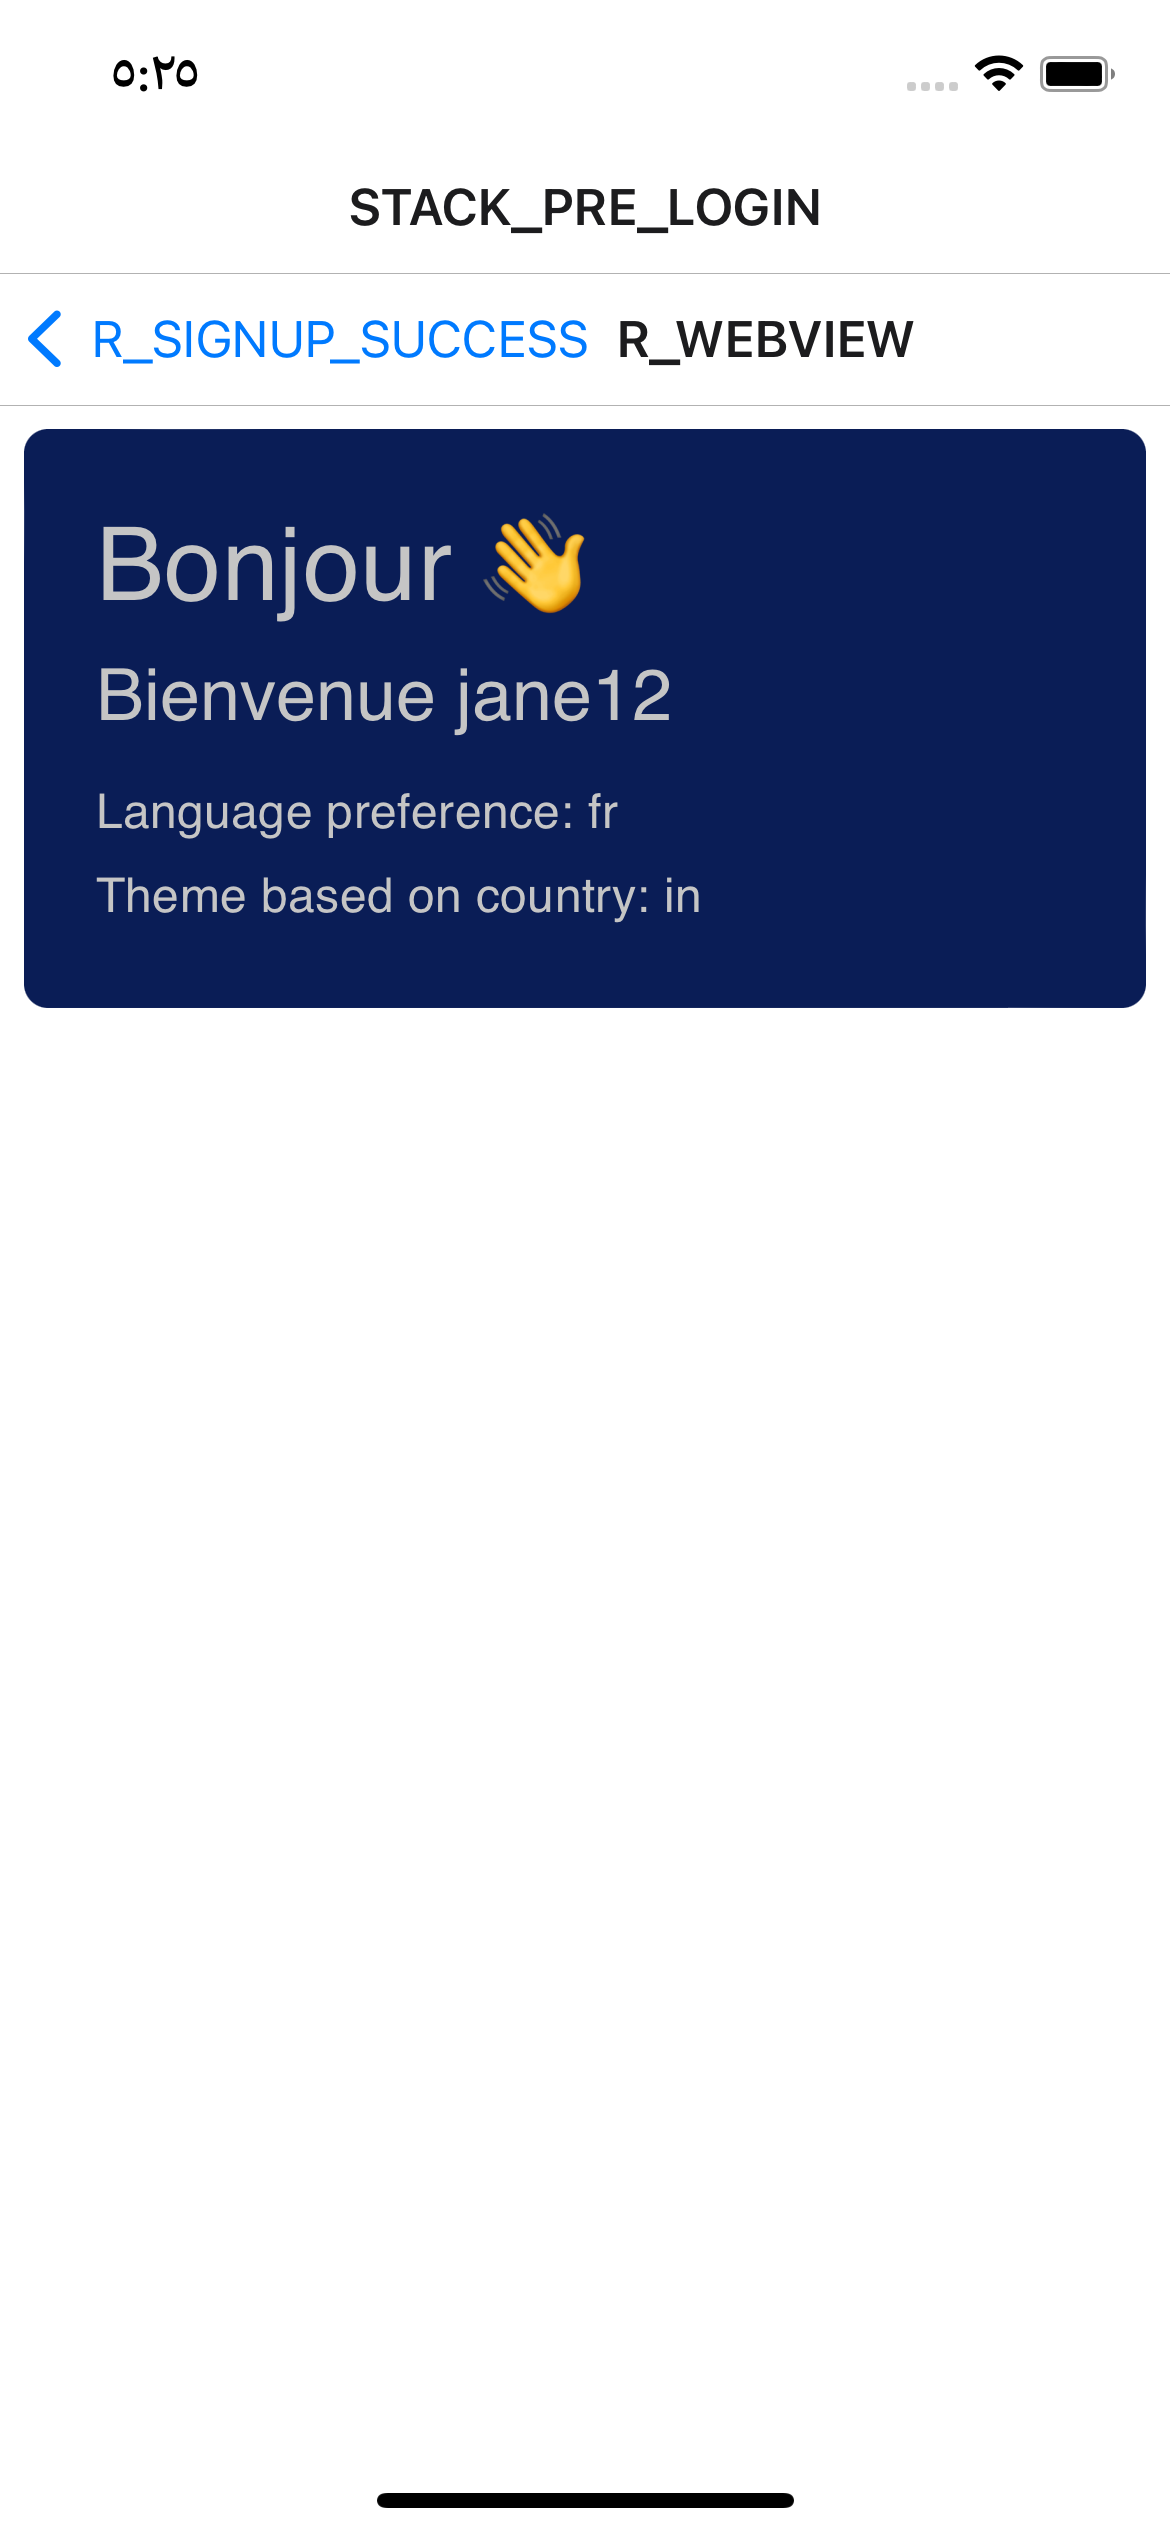 ٥:٢٥
STACK_PRE_LOGIN
R_SIGNUP_SUCCESS R_WEBVIEW
Bonjour 👋
Bienvenue jane12
Language preference: fr
Theme based on country: in